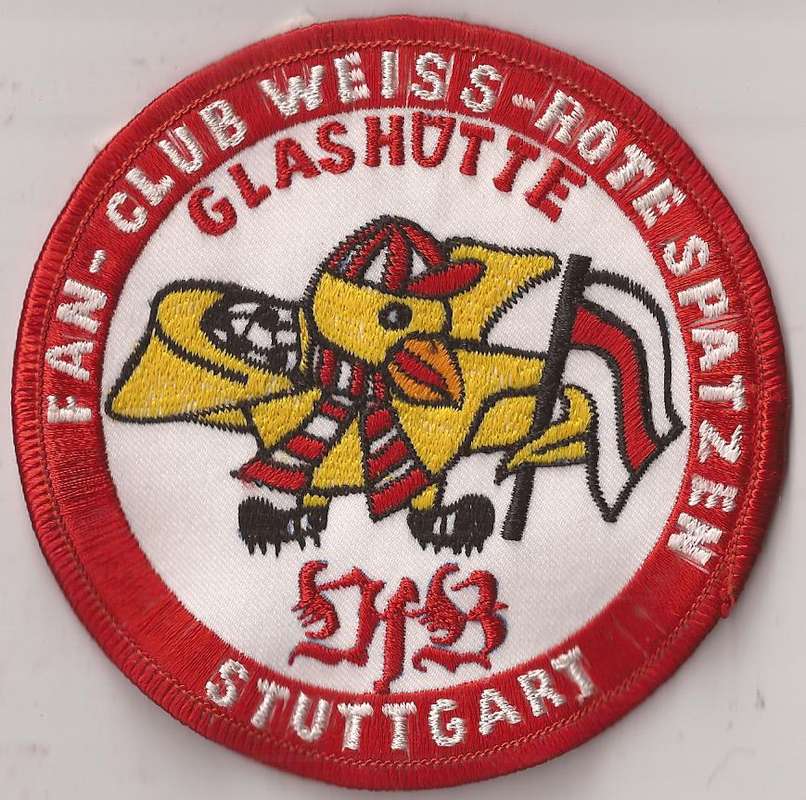 FAN-CLUB WEISS-ROTE SPATZEN
GLASHÜTTE
VfB
STUTTGART